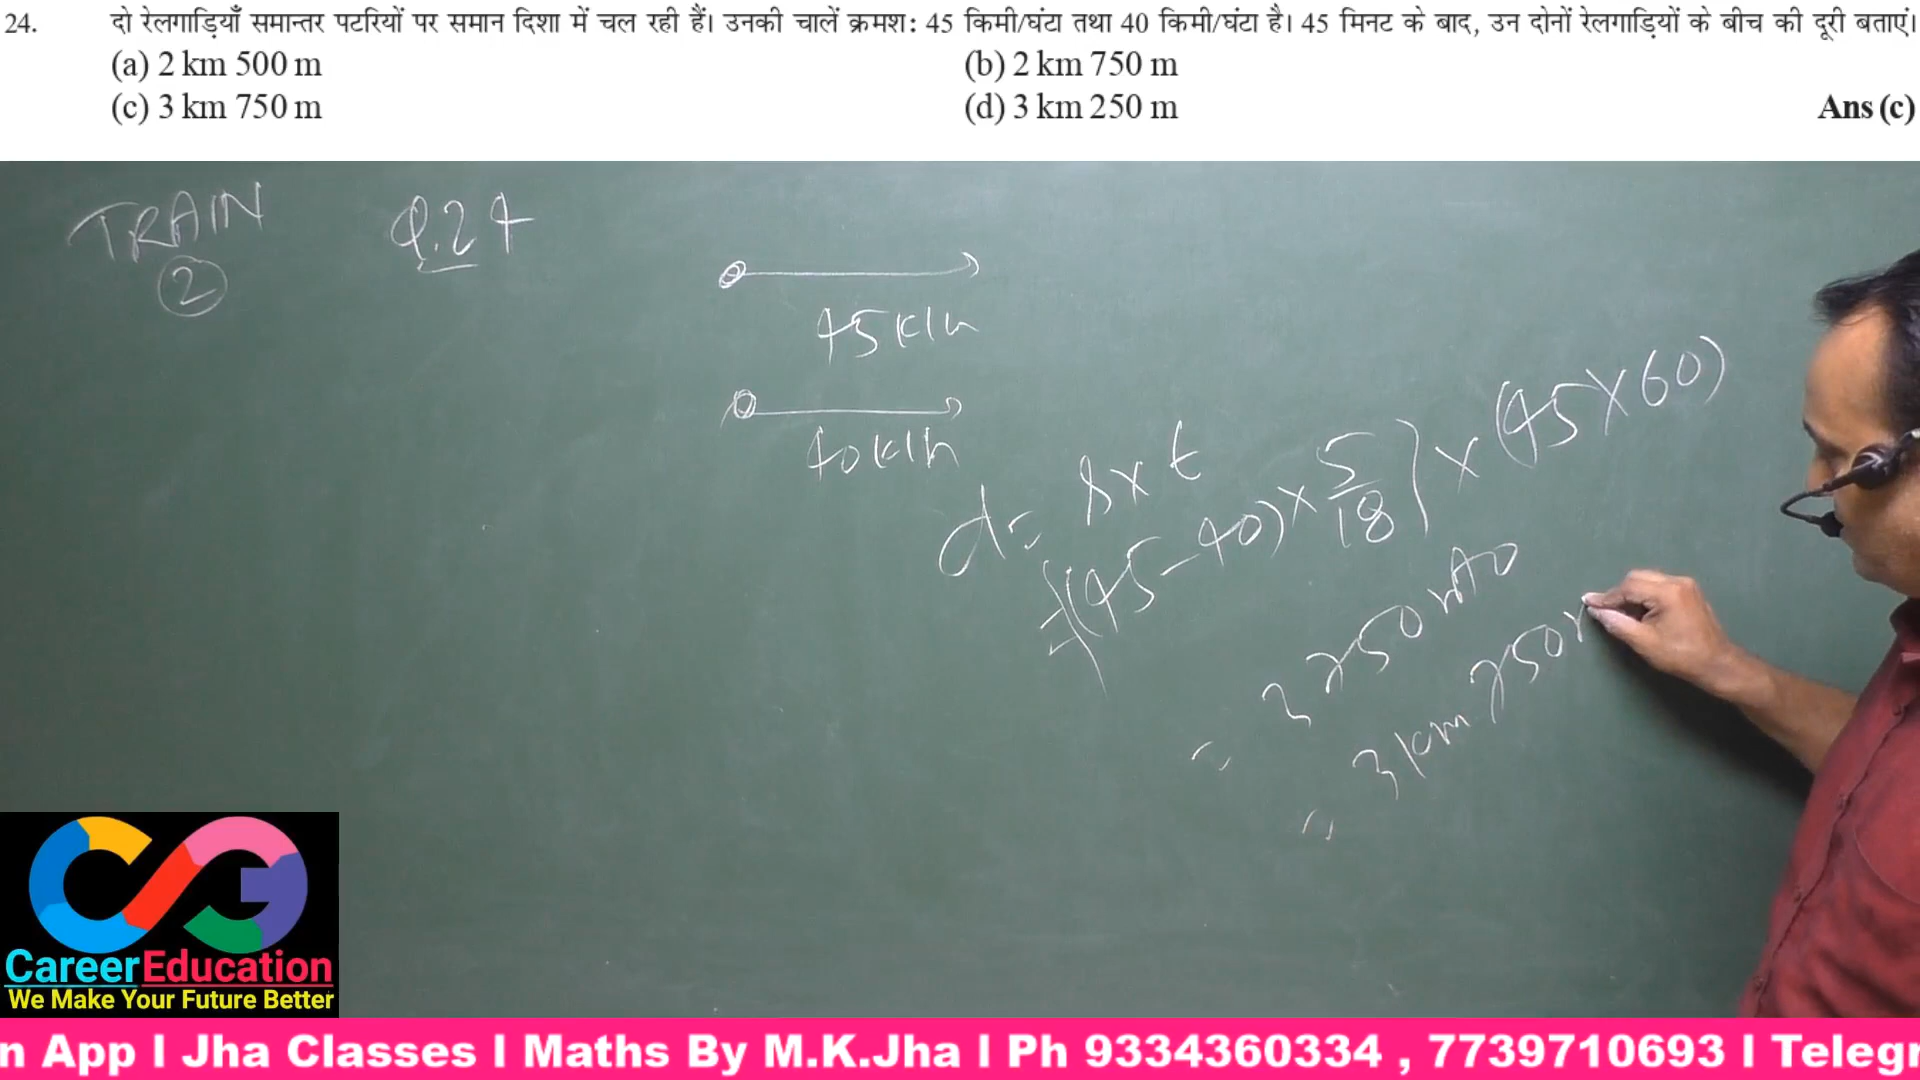 24. दो रेलगाड़ियाँ समान्तर पटरियों पर समान दिशा में चल रही हैं। उनकी चालें क्रमश: 45 किमी/घंटा तथा 40 किमी/घंटा है। 45 मिनट के बाद, उन दोनों रेलगाड़ियों के बीच की दूरी बताएं।
(a) 2 km 500 m (b) 2 km 750 m
(c) 3 km 750 m (d) 3 km 250 m Ans (c)
TRAIN Q.24
2
45 k/h
40 k/h
d = s x t
= {(45-40) x 5/18} x (45 x 60)
= 3750
= 3 km 750
Career Education
We Make Your Future Better
n App l Jha Classes l Maths By M.K.Jha l Ph 9334360334 , 7739710693 l Telegr